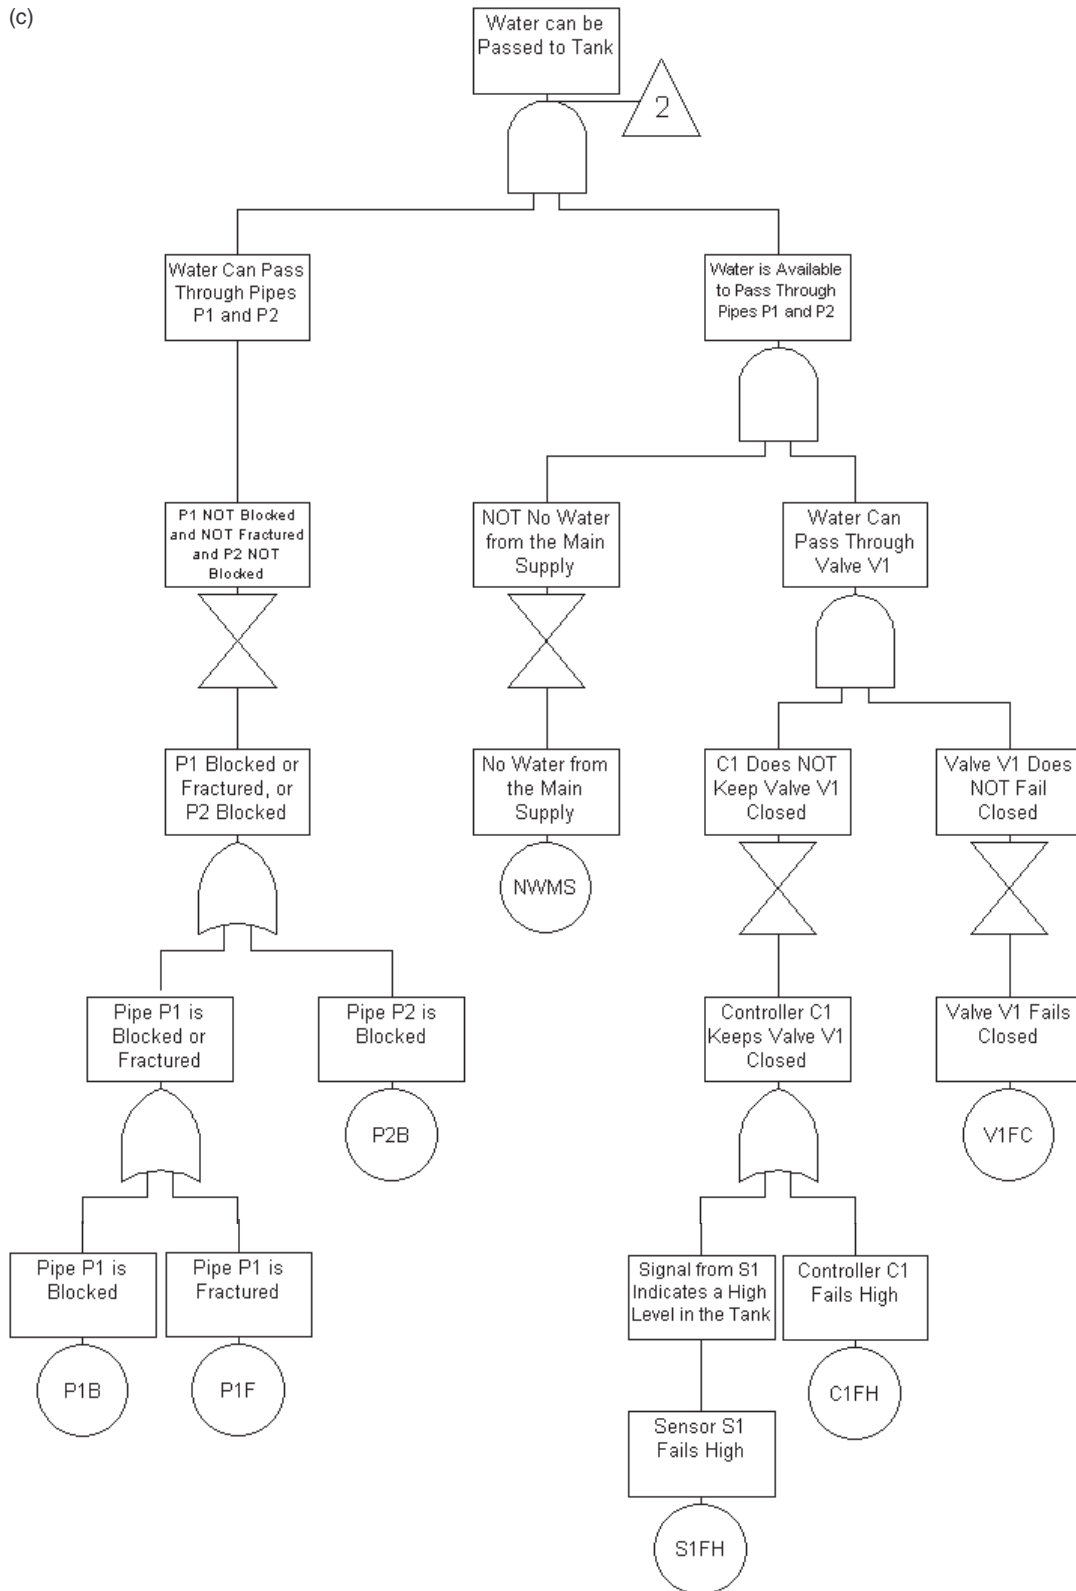 (c)
Water can be
Passed to Tank
2
Water Can Pass
Through Pipes
P1 and P2
Water is Available
to Pass Through
Pipes P1 and P2
P1 NOT Blocked
and NOT Fractured
and P2 NOT
Blocked
NOT No Water
from the Main
Supply
Water Can
Pass Through
Valve V1
P1 Blocked or
Fractured, or
P2 Blocked
No Water from
the Main
Supply
C1 Does NOT
Keep Valve V1
Closed
Valve V1 Does
NOT Fail
Closed
NWMS
Pipe P1 is
Blocked or
Fractured
Pipe P2 is
Blocked
Controller C1
Keeps Valve V1
Closed
Valve V1 Fails
Closed
P2B
V1FC
Pipe P1 is
Blocked
Pipe P1 is
Fractured
Signal from S1
Indicates a High
Level in the Tank
Controller C1
Fails High
P1B
P1F
C1FH
Sensor S1
Fails High
S1FH